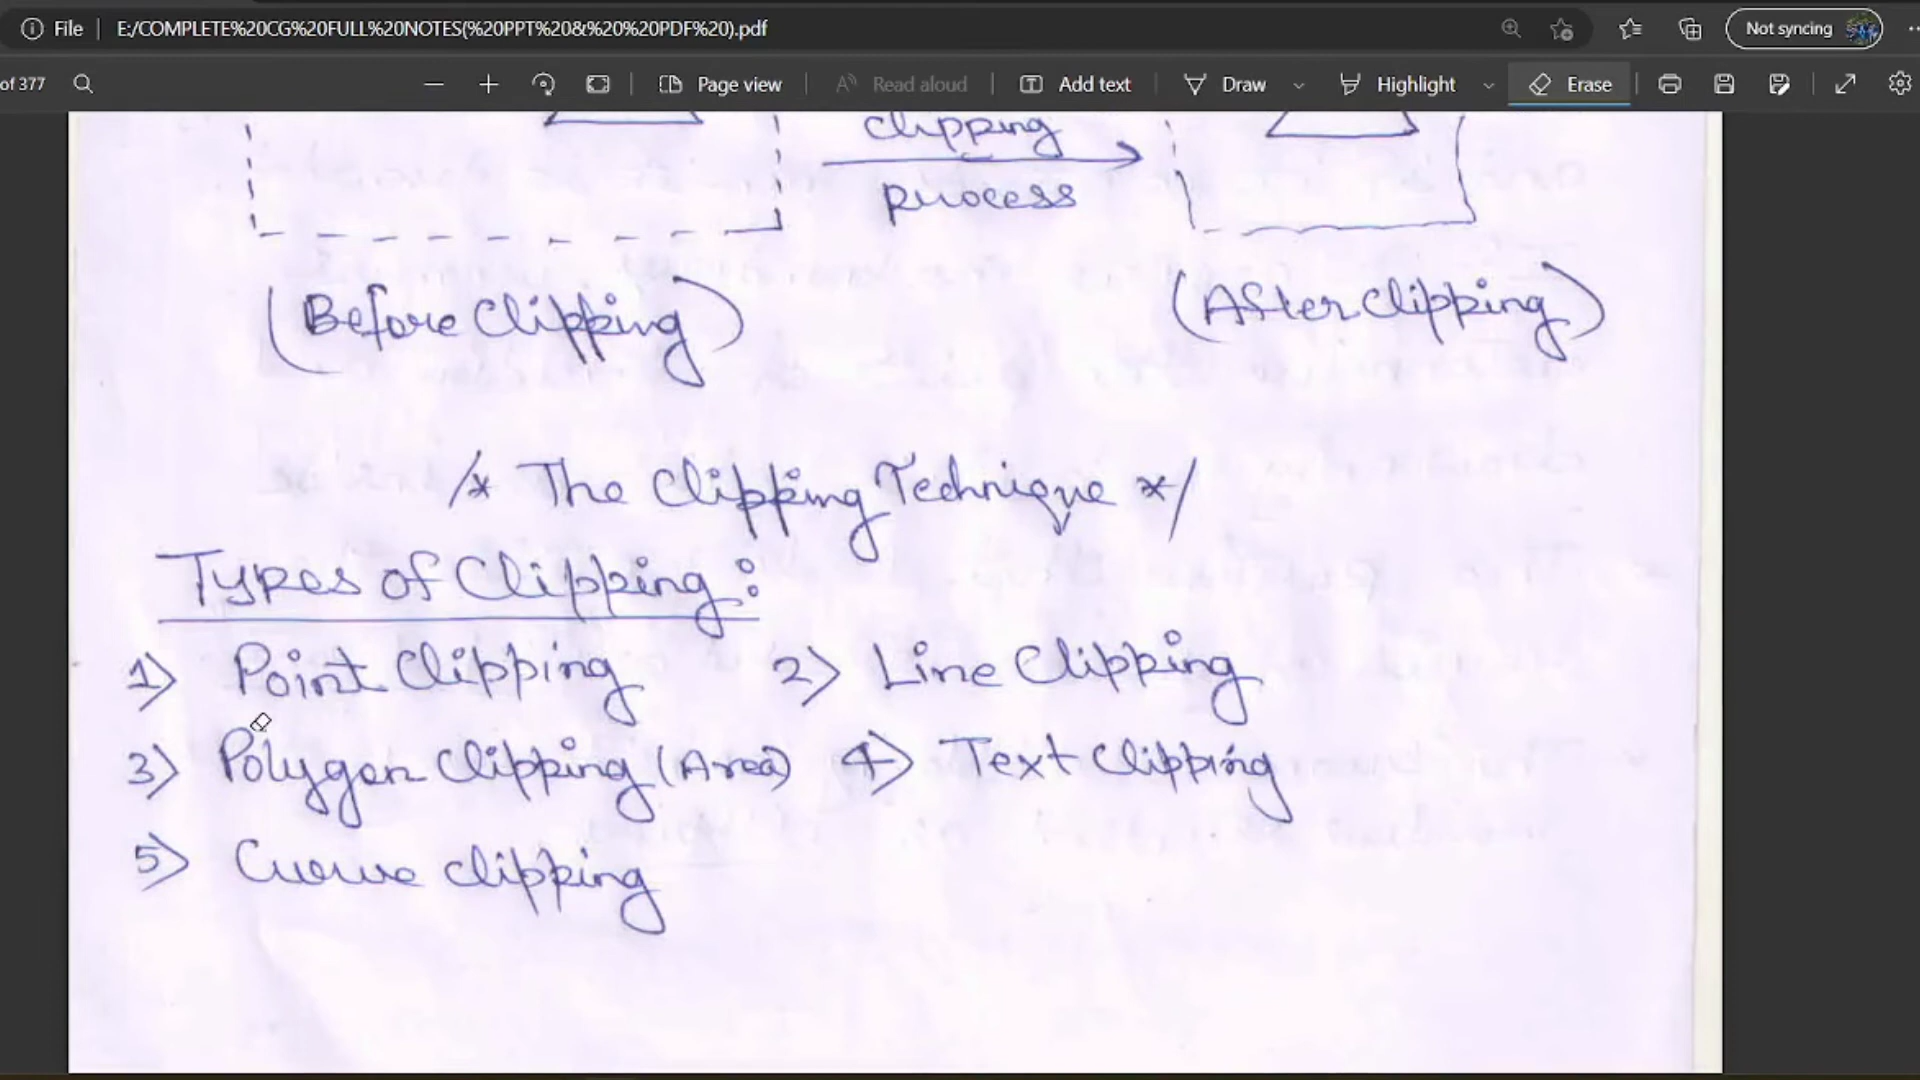 File E:/COMPLETE%20CG%20FULL%20NOTES(%20PPT%20&%20%20PDF%20).pdf Not syncing
of 377 Page view Read aloud Add text Draw Highlight Erase
clipping
process
(Before Clipping) (After Clipping)
/* The Clipping Technique */
Types of Clipping:
1) Point Clipping 2) Line Clipping
3) Polygon Clipping (Area) 4) Text Clipping
5) Curve clipping